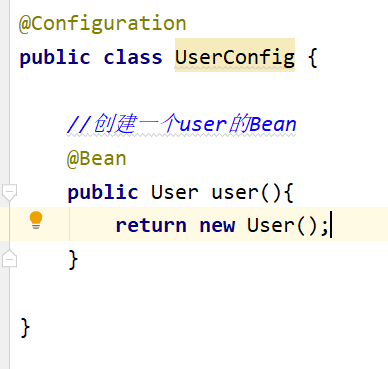 @Configuration
public class UserConfig {
//创建一个user的Bean
@Bean
public User user(){
return new User();
}
}